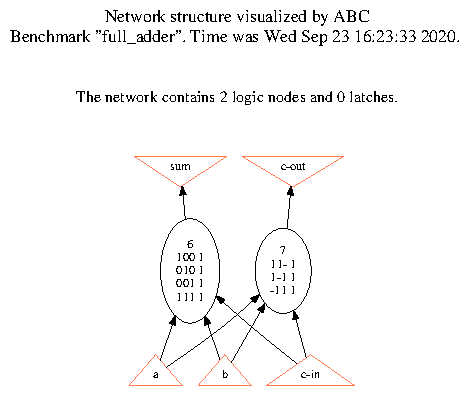 Network structure visualized by ABC
Benchmark "full_adder". Time was Wed Sep 23 16:23:33 2020.
The network contains 2 logic nodes and 0 latches.
sum
c-out
6
100 1
010 1
001 1
111 1
7
11- 1
1-1 1
-11 1
a
b
c-in